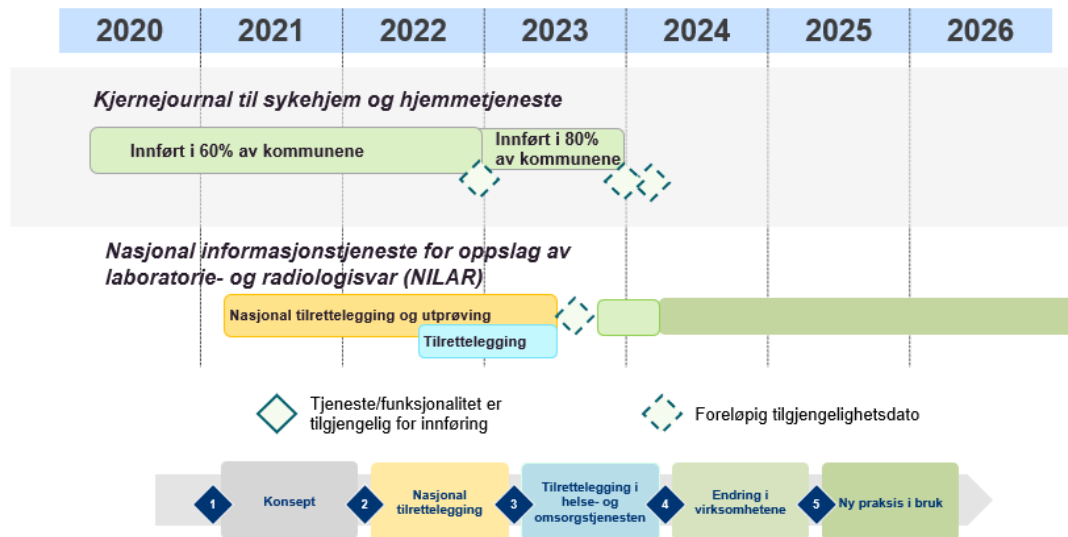 2020 2021 2022 2023 2024 2025 2026
Kjernejournal til sykehjem og hjemmetjeneste
Innført i 60% av kommunene
Innført i 80%
av kommunene
Nasjonal informasjonstjeneste for oppslag av
laboratorie- og radiologisvar (NILAR)
Nasjonal tilrettelegging og utprøving
Tilrettelegging
Tjeneste/funksjonalitet er
tilgjengelig for innføring
Foreløpig tilgjengelighetsdato
1
Konsept
2
Nasjonal
tilrettelegging
3
Tilrettelegging i
helse- og
omsorgstjenesten
4
Endring i
virksomhetene
5
Ny praksis i bruk